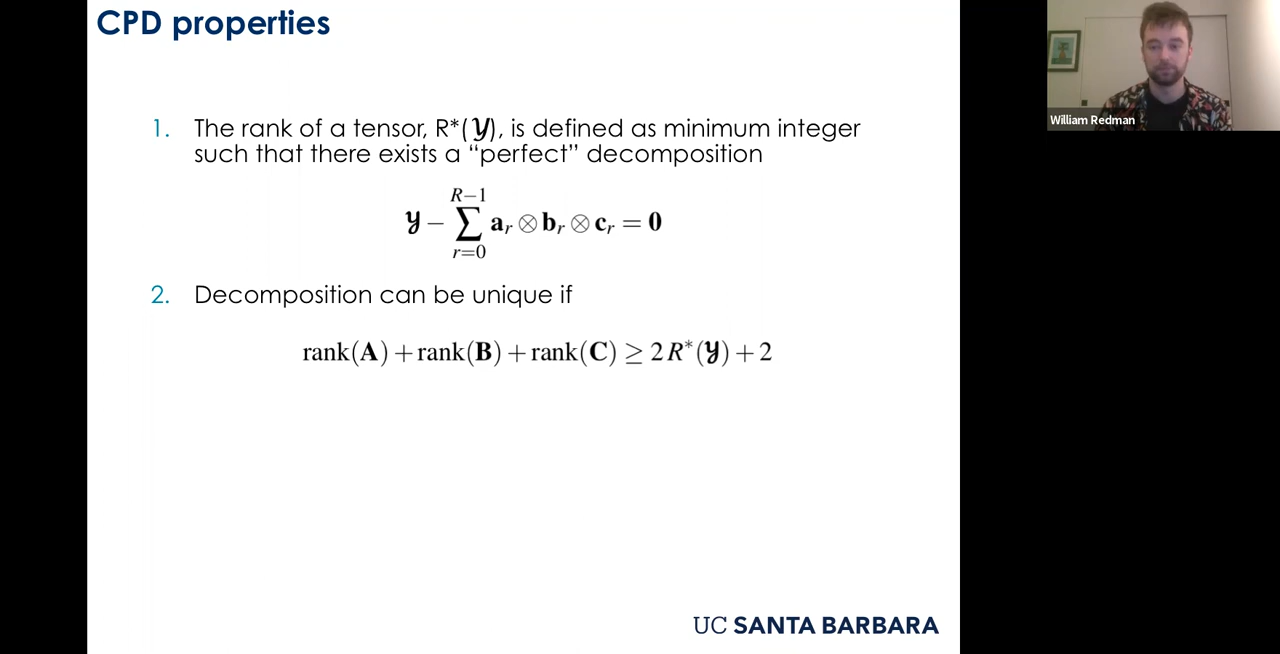 CPD properties
1. The rank of a tensor, R*(𝓨), is defined as minimum integer
such that there exists a “perfect” decomposition
𝓨 − ∑_{r=0}^{R−1} 𝐚_r ⊗ 𝐛_r ⊗ 𝐜_r = 𝟎
2. Decomposition can be unique if
rank(𝐀) + rank(𝐁) + rank(𝐂) ≥ 2 R*(𝓨) + 2
William Redman
UC SANTA BARBARA